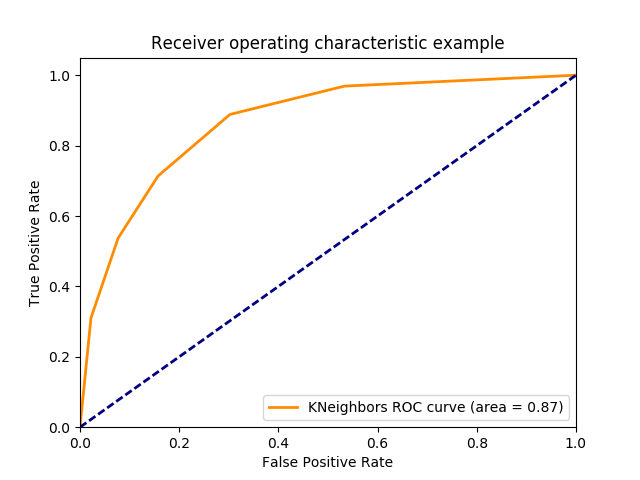 Receiver operating characteristic example
True Positive Rate
1.0
0.8
0.6
0.4
0.2
0.0
KNeighbors ROC curve (area = 0.87)
0.0 0.2 0.4 0.6 0.8 1.0
False Positive Rate